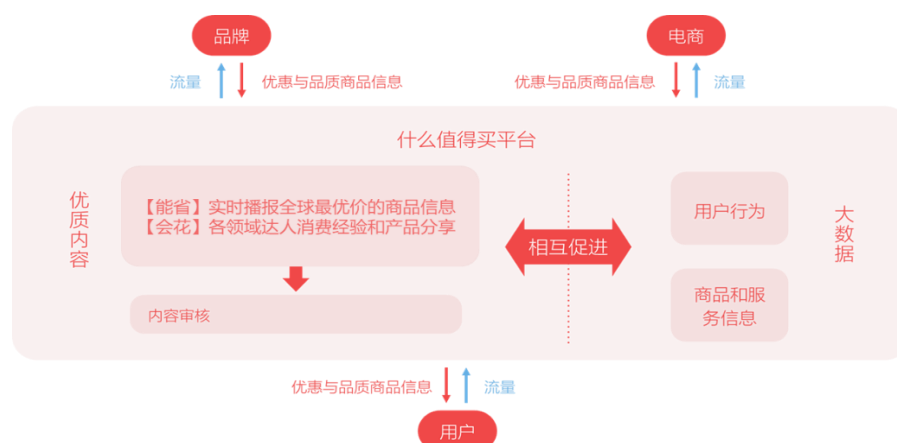 品牌
电商
流量
优惠与品质商品信息
优惠与品质商品信息
流量
什么值得买平台
优质内容
【能省】实时播报全球最优价的商品信息
【会花】各领域达人消费经验和产品分享
内容审核
相互促进
用户行为
商品和服
务信息
大数据
优惠与品质商品信息
流量
用户